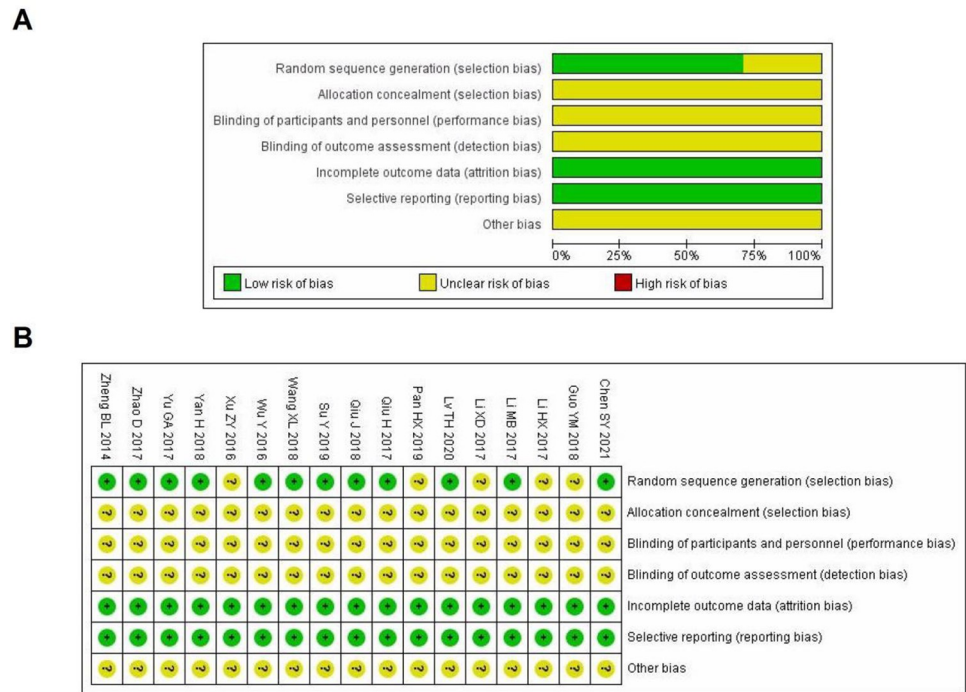 A
Random sequence generation (selection bias)
Allocation concealment (selection bias)
Blinding of participants and personnel (performance bias)
Blinding of outcome assessment (detection bias)
Incomplete outcome data (attrition bias)
Selective reporting (reporting bias)
Other bias
0% 25% 50% 75% 100%
Low risk of bias Unclear risk of bias High risk of bias
B
Zheng BL 2014
Zhao D 2017
Yu GA 2017
Yan H 2018
Xu ZY 2016
Wu Y 2016
Wang XL 2018
Su Y 2019
Qiu J 2018
Qiu H 2017
Pan HX 2019
Lv TH 2020
Li XD 2017
Li MB 2017
Li HX 2017
Guo YM 2018
Chen SY 2021
+ + + + ? + + + + + ? + ? + ? ? + Random sequence generation (selection bias)
? ? ? ? ? ? ? ? ? ? ? ? ? ? ? ? ? Allocation concealment (selection bias)
? ? ? ? ? ? ? ? ? ? ? ? ? ? ? ? ? Blinding of participants and personnel (performance bias)
? ? ? ? ? ? ? ? ? ? ? ? ? ? ? ? ? Blinding of outcome assessment (detection bias)
+ + + + + + + + + + + + + + + + + Incomplete outcome data (attrition bias)
+ + + + + + + + + + + + + + + + + Selective reporting (reporting bias)
? ? ? ? ? ? ? ? ? ? ? ? ? ? ? ? ? Other bias